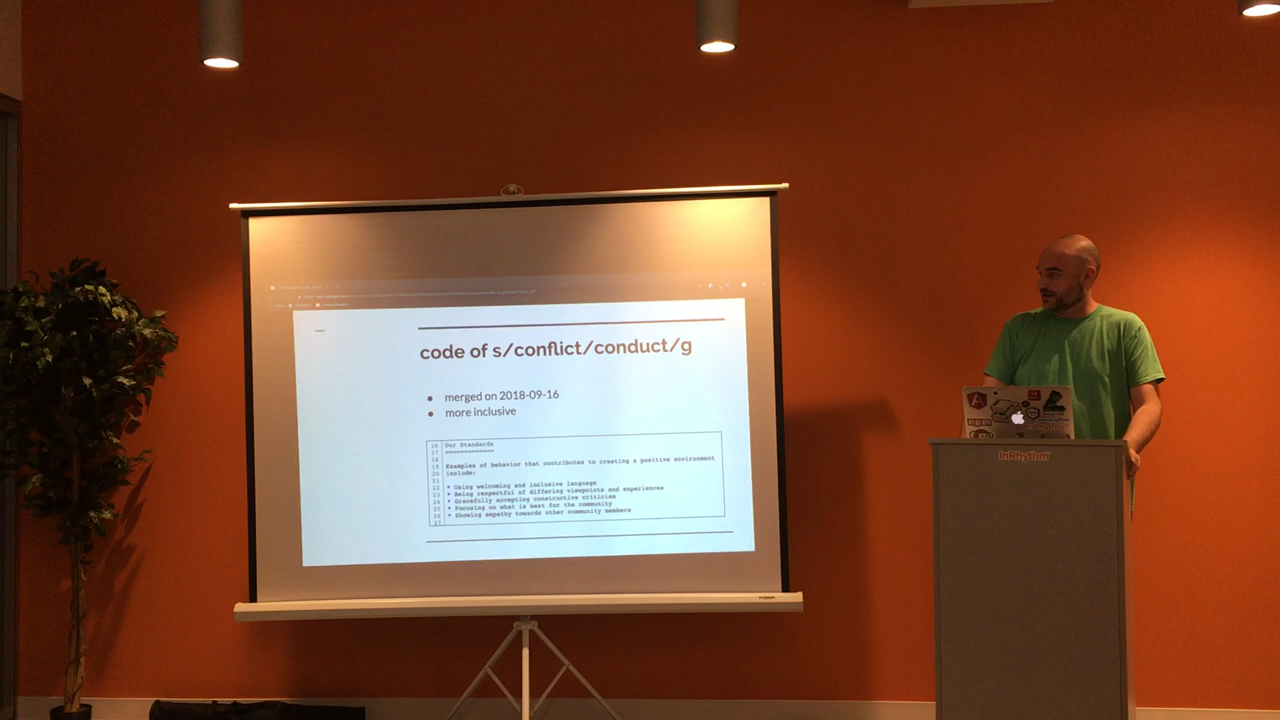 code of s/conflict/conduct/g
● merged on 2018-09-16
● more inclusive
16 Our Standards
17 =============
18
19 Examples of behavior that contributes to creating a positive environment
20 include:
21
22 * Using welcoming and inclusive language
23 * Being respectful of differing viewpoints and experiences
24 * Gracefully accepting constructive criticism
25 * Focusing on what is best for the community
26 * Showing empathy towards other community members
27
npm
InRhythm